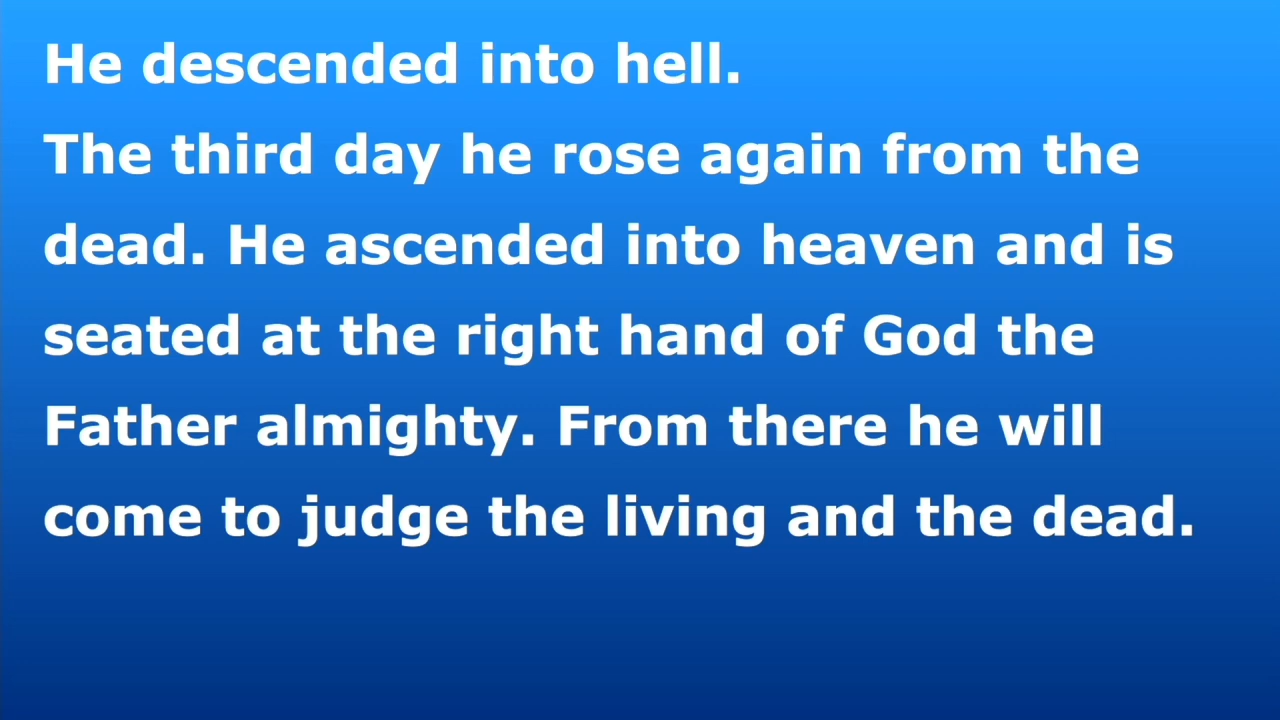 He descended into hell.
The third day he rose again from the
dead. He ascended into heaven and is
seated at the right hand of God the
Father almighty. From there he will
come to judge the living and the dead.